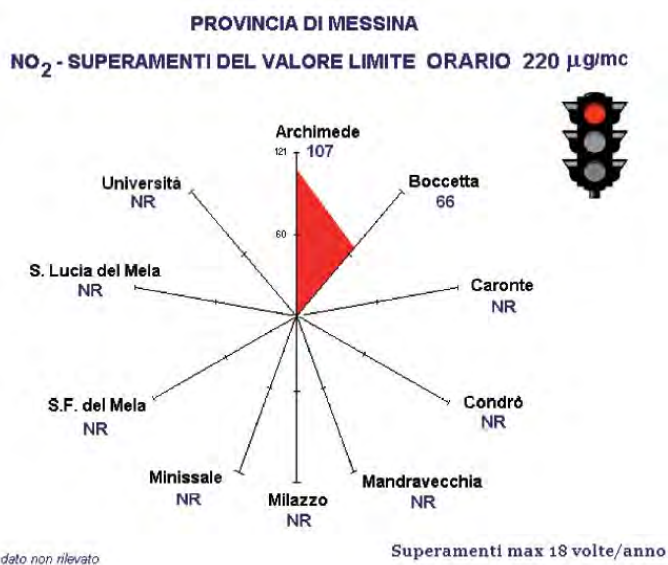 PROVINCIA DI MESSINA
NO2 - SUPERAMENTI DEL VALORE LIMITE ORARIO 220 µg/mc
Archimede
121 107
Università
NR
Boccetta
66
60
S. Lucia del Mela
NR
Caronte
NR
S.F. del Mela
NR
Condrò
NR
Minissale
NR
Mandravecchia
NR
Milazzo
NR
dato non rilevato
Superamenti max 18 volte/anno